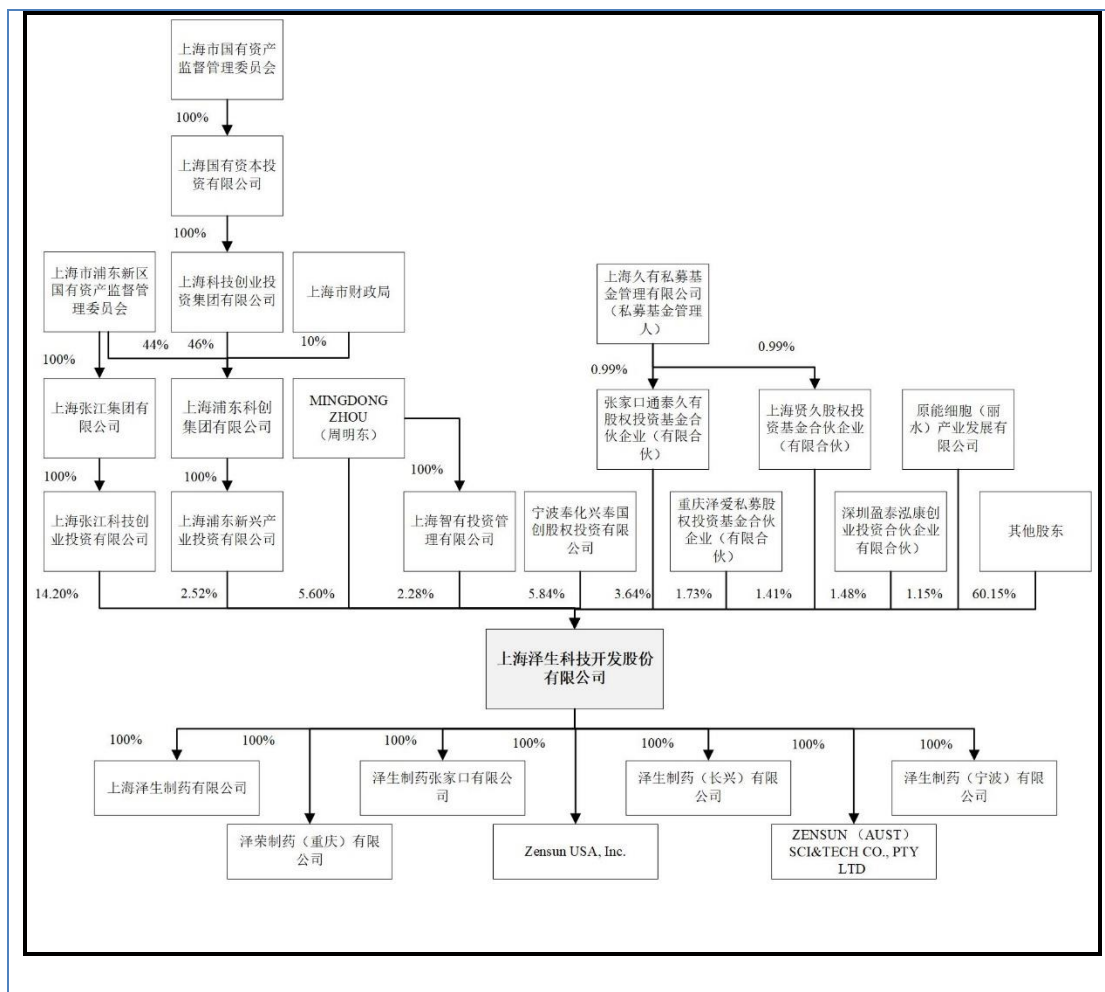 上海市国有资产
监督管理委员会
100%
上海国有资本投
资有限公司
100%
上海市浦东新区
国有资产监督管
理委员会
上海科技创业投
资集团有限公司
上海市财政局
上海久有私募基
金管理有限公司
（私募基金管理
人）
100%
44%
46%
10%
0.99%
0.99%
上海张江集团有
限公司
上海浦东科创
集团有限公司
MINGDONG
ZHOU
（周明东）
张家口通泰久有
股权投资基金合
伙企业（有限合
伙）
上海贤久股权投
资基金合伙企业
（有限合伙）
原能细胞（丽
水）产业发展有
限公司
100%
100%
100%
上海张江科技创
业投资有限公司
上海浦东新兴产
业投资有限公司
上海智有投资管
理有限公司
宁波奉化兴奉国
创股权投资有限
公司
重庆泽爱私募股
权投资基金合伙
企业（有限合
伙）
深圳盈泰泓康创
业投资合伙企业
有限合伙）
其他股东
14.20%
2.52%
5.60%
2.28%
5.84%
3.64%
1.73%
1.41%
1.48%
1.15%
60.15%
上海泽生科技开发股份
有限公司
100%
100%
100%
100%
100%
100%
100%
上海泽生制药有限公司
泽生制药张家口有限公
司
泽生制药（长兴）有限
公司
泽生制药（宁波）有限
公司
泽荣制药（重庆）有限
公司
Zensun USA, Inc.
ZENSUN （AUST）
SCI&TECH CO., PTY
LTD